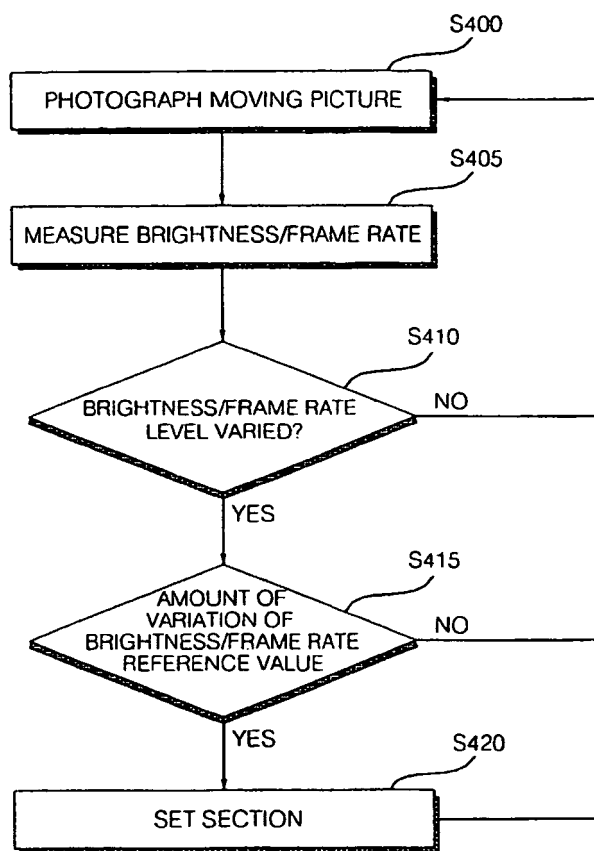 S400
PHOTOGRAPH MOVING PICTURE
S405
MEASURE BRIGHTNESS/FRAME RATE
S410
BRIGHTNESS/FRAME RATE
LEVEL VARIED?
NO
YES
S415
AMOUNT OF
VARIATION OF
BRIGHTNESS/FRAME RATE
REFERENCE VALUE
NO
YES
S420
SET SECTION